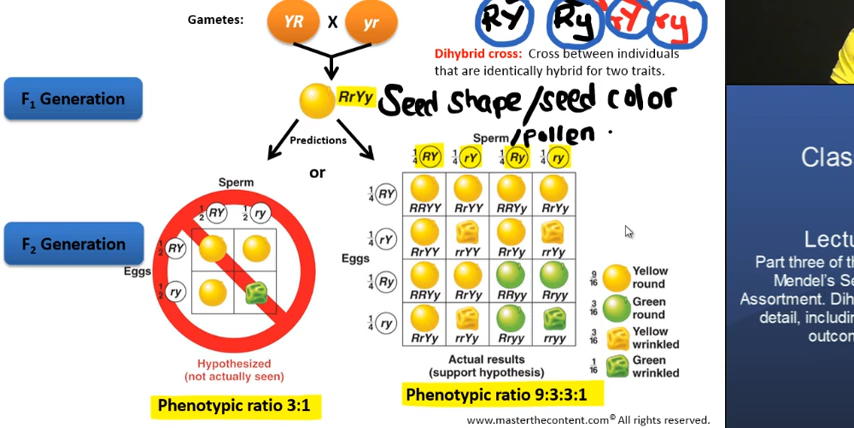 Gametes: YR X yr
RY Ry rY ry
Dihybrid cross: Cross between individuals
that are identically hybrid for two traits.
F1 Generation
RrYy Seed shape/seed color
/pollen.
Predictions
or
Sperm
1/4 RY 1/4 rY 1/4 Ry 1/4 ry
Sperm
1/2 RY 1/2 ry
F2 Generation
Eggs
1/2 RY
1/2 ry
Hypothesized
(not actually seen)
Phenotypic ratio 3:1
Eggs
1/4 RY RRYY RrYY RRYy RrYy
1/4 rY RrYY rrYY RrYy rrYy
1/4 Ry RRYy RrYy RRyy Rryy
1/4 ry RrYy rrYy Rryy rryy
Actual results
(support hypothesis)
Phenotypic ratio 9:3:3:1
9/16 Yellow
round
3/16 Green
round
3/16 Yellow
wrinkled
1/16 Green
wrinkled
www.masterthecontent.com© All rights reserved.
Clas
Lectu
Part three of th
Mendel's Se
Assortment. Dih
detail, includin
outcom